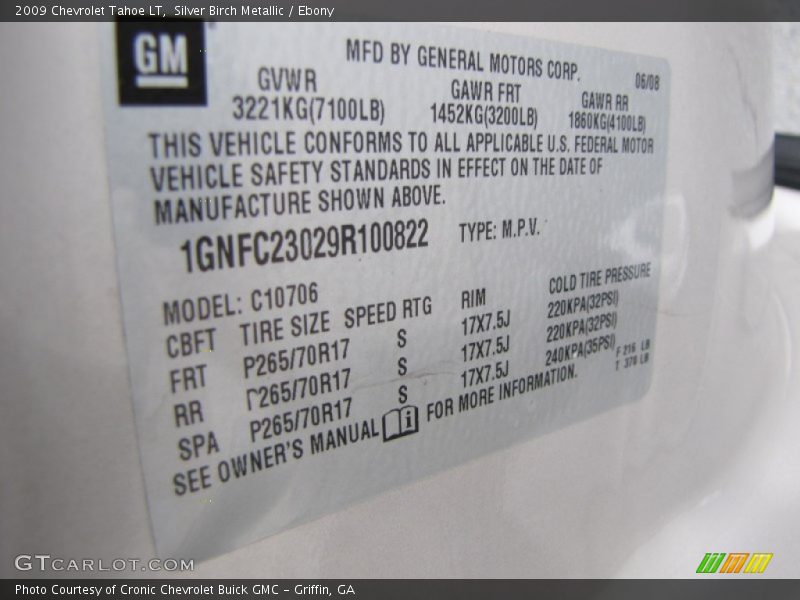 2009 Chevrolet Tahoe LT, Silver Birch Metallic / Ebony
GM
MFD BY GENERAL MOTORS CORP.
06/08
GVWR GAWR FRT GAWR RR
3221KG(7100LB) 1452KG(3200LB) 1860KG(4100LB)
THIS VEHICLE CONFORMS TO ALL APPLICABLE U.S. FEDERAL MOTOR
VEHICLE SAFETY STANDARDS IN EFFECT ON THE DATE OF
MANUFACTURE SHOWN ABOVE.
1GNFC23029R100822 TYPE: M.P.V.
MODEL: C10706
CBFT TIRE SIZE SPEED RTG RIM COLD TIRE PRESSURE
FRT P265/70R17 S 17X7.5J 220KPA(32PSI)
RR P265/70R17 S 17X7.5J 220KPA(32PSI)
SPA P265/70R17 S 17X7.5J 240KPA(35PSI)
F 216 LB
T 370 LB
SEE OWNER'S MANUAL i FOR MORE INFORMATION.
GTCARLOT.COM
Photo Courtesy of Cronic Chevrolet Buick GMC - Griffin, GA